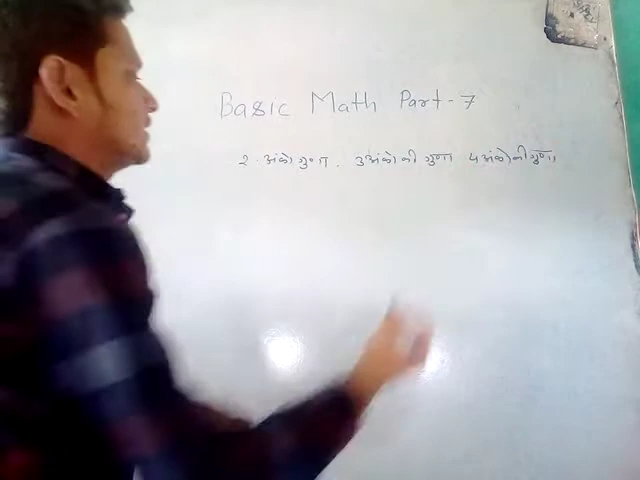 Basic Math Part-7
2. अंको गुणा. 3 अंको की गुणा 4 अंको की गुणा